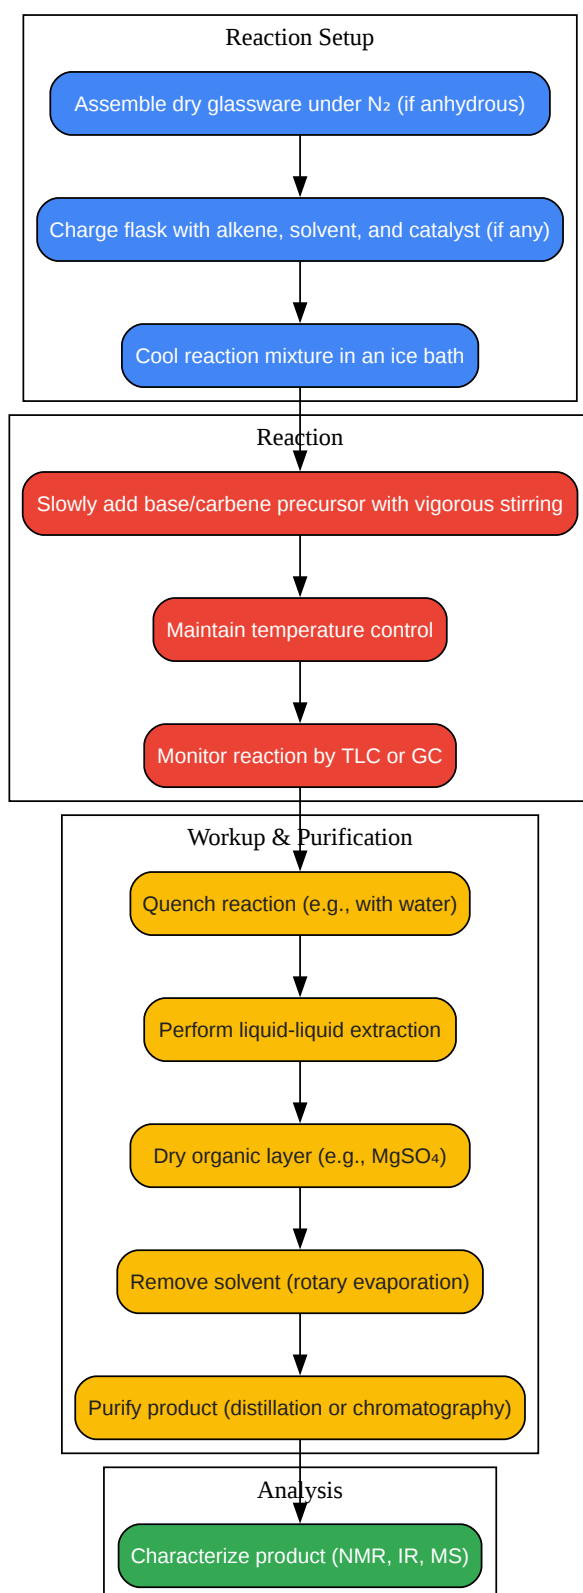 Reaction Setup
Assemble dry glassware under N₂ (if anhydrous)
Charge flask with alkene, solvent, and catalyst (if any)
Cool reaction mixture in an ice bath
Reaction
Slowly add base/carbene precursor with vigorous stirring
Maintain temperature control
Monitor reaction by TLC or GC
Workup & Purification
Quench reaction (e.g., with water)
Perform liquid-liquid extraction
Dry organic layer (e.g., MgSO₄)
Remove solvent (rotary evaporation)
Purify product (distillation or chromatography)
Analysis
Characterize product (NMR, IR, MS)